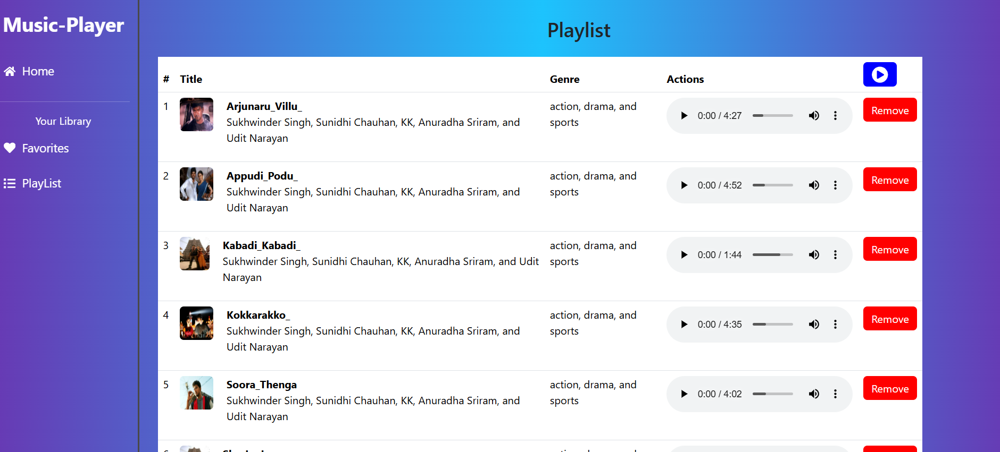 Music-Player
Home
Your Library
Favorites
PlayList
Playlist
# Title Genre Actions
1 Arjunaru_Villu_ action, drama, and 0:00 / 4:27 Remove
Sukhwinder Singh, Sunidhi Chauhan, KK, Anuradha Sriram, and sports
Udit Narayan
2 Appudi_Podu_ action, drama, and 0:00 / 4:52 Remove
Sukhwinder Singh, Sunidhi Chauhan, KK, Anuradha Sriram, and sports
Udit Narayan
3 Kabadi_Kabadi_ action, drama, and 0:00 / 1:44 Remove
Sukhwinder Singh, Sunidhi Chauhan, KK, Anuradha Sriram, and Udit sports
Narayan
4 Kokkarakko_ action, drama, and 0:00 / 4:35 Remove
Sukhwinder Singh, Sunidhi Chauhan, KK, Anuradha Sriram, and sports
Udit Narayan
5 Soora_Thenga action, drama, and 0:00 / 4:02 Remove
Sukhwinder Singh, Sunidhi Chauhan, KK, Anuradha Sriram, and sports
Udit Narayan